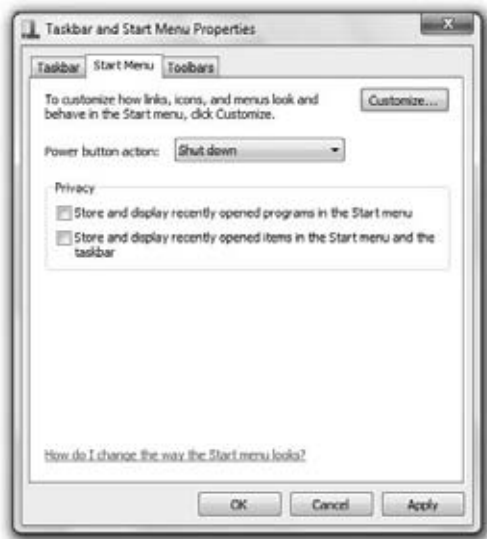 Taskbar and Start Menu Properties
Taskbar
Start Menu
Toolbars
To customize how links, icons, and menus look and
behave in the Start menu, click Customize.
Customize...
Power button action:
Shut down
Privacy
Store and display recently opened programs in the Start menu
Store and display recently opened items in the Start menu and the
taskbar
How do I change the way the Start menu looks?
OK
Cancel
Apply